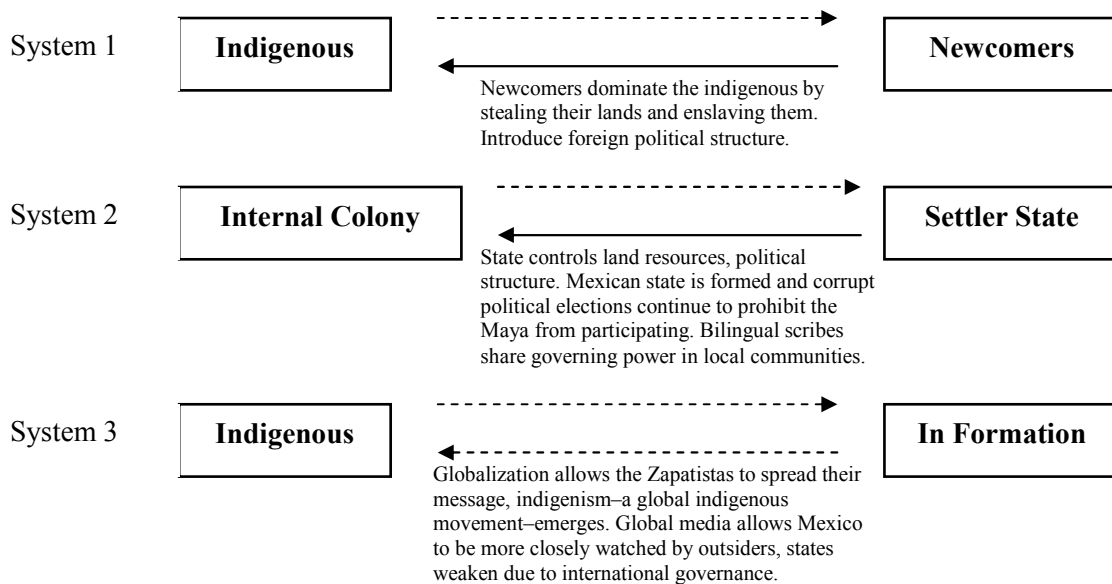 System 1
Indigenous
Newcomers
Newcomers dominate the indigenous by
stealing their lands and enslaving them.
Introduce foreign political structure.
System 2
Internal Colony
Settler State
State controls land resources, political
structure. Mexican state is formed and corrupt
political elections continue to prohibit the
Maya from participating. Bilingual scribes
share governing power in local communities.
System 3
Indigenous
In Formation
Globalization allows the Zapatistas to spread their
message, indigenism–a global indigenous
movement–emerges. Global media allows Mexico
to be more closely watched by outsiders, states
weaken due to international governance.